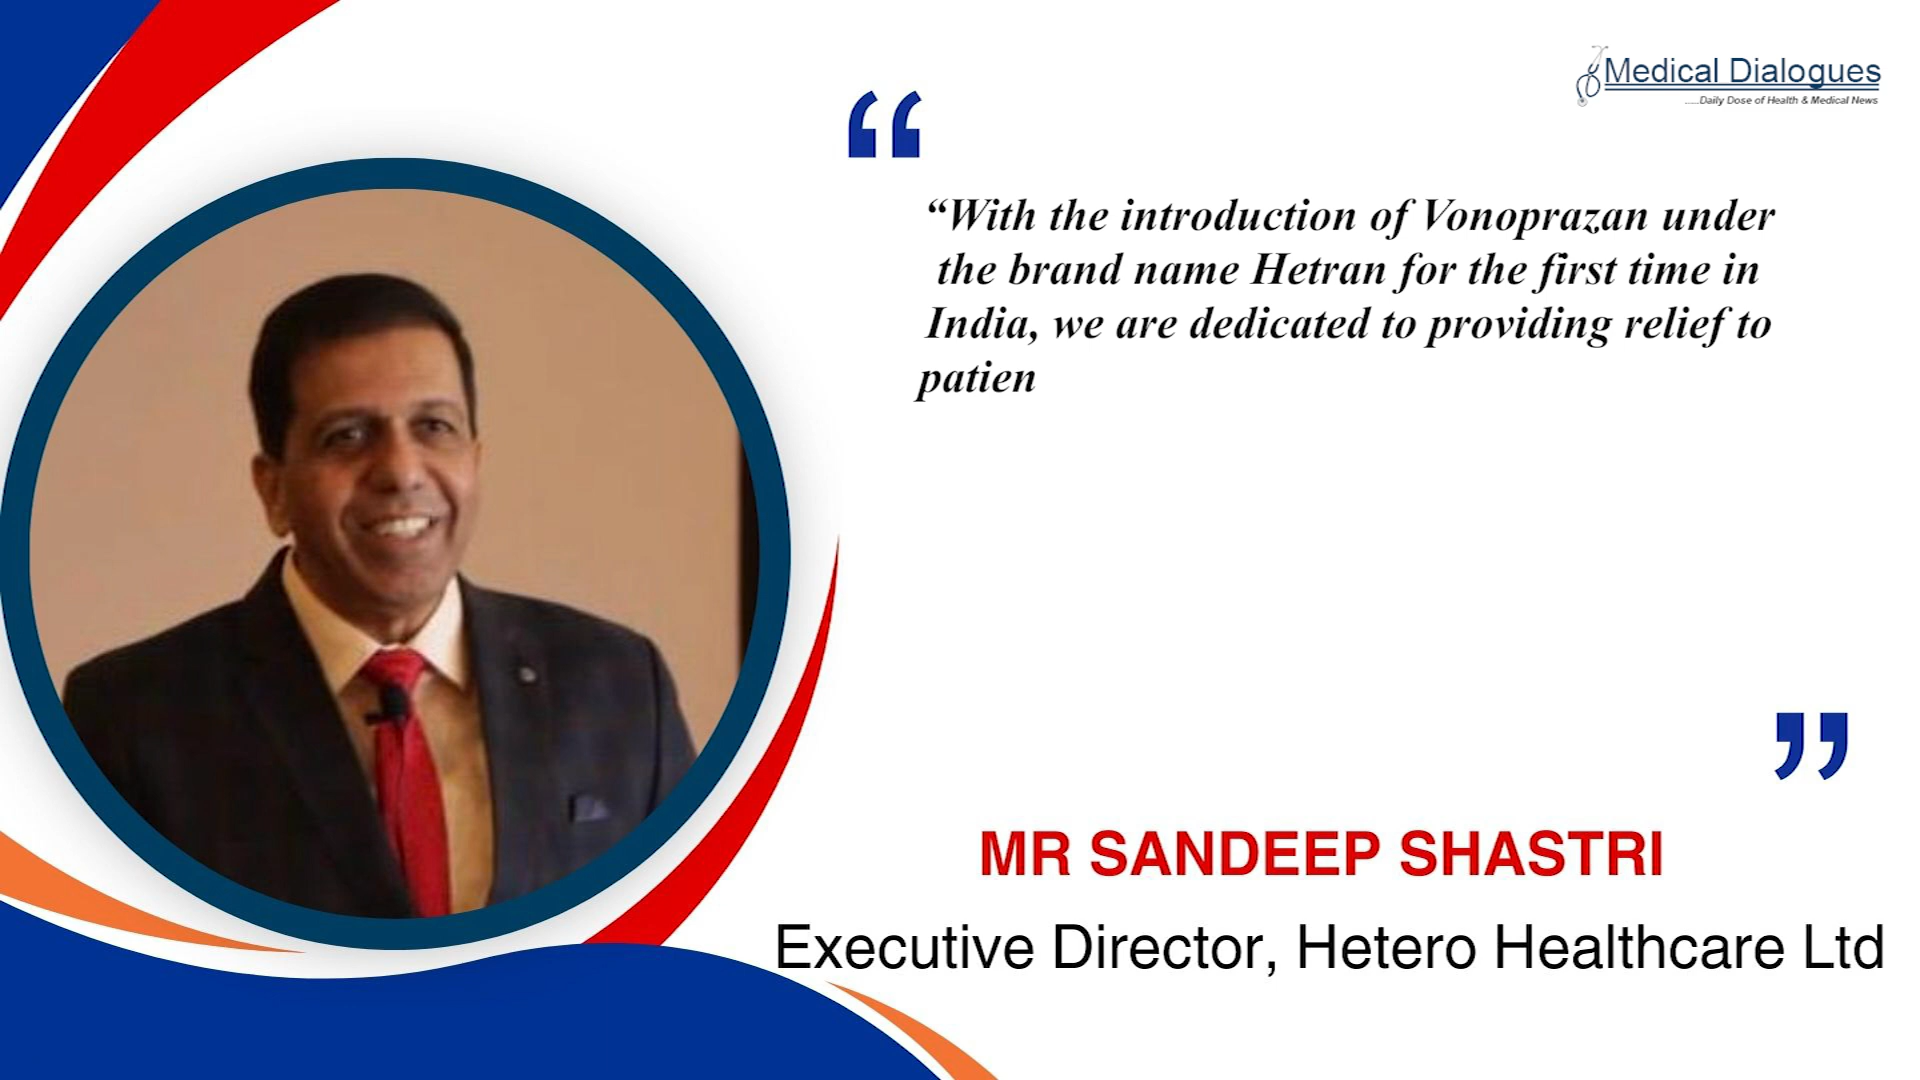 Medical Dialogues
.....Daily Dose of Health & Medical News
“
“With the introduction of Vonoprazan under
the brand name Hetran for the first time in
India, we are dedicated to providing relief to
patien
”
MR SANDEEP SHASTRI
Executive Director, Hetero Healthcare Ltd